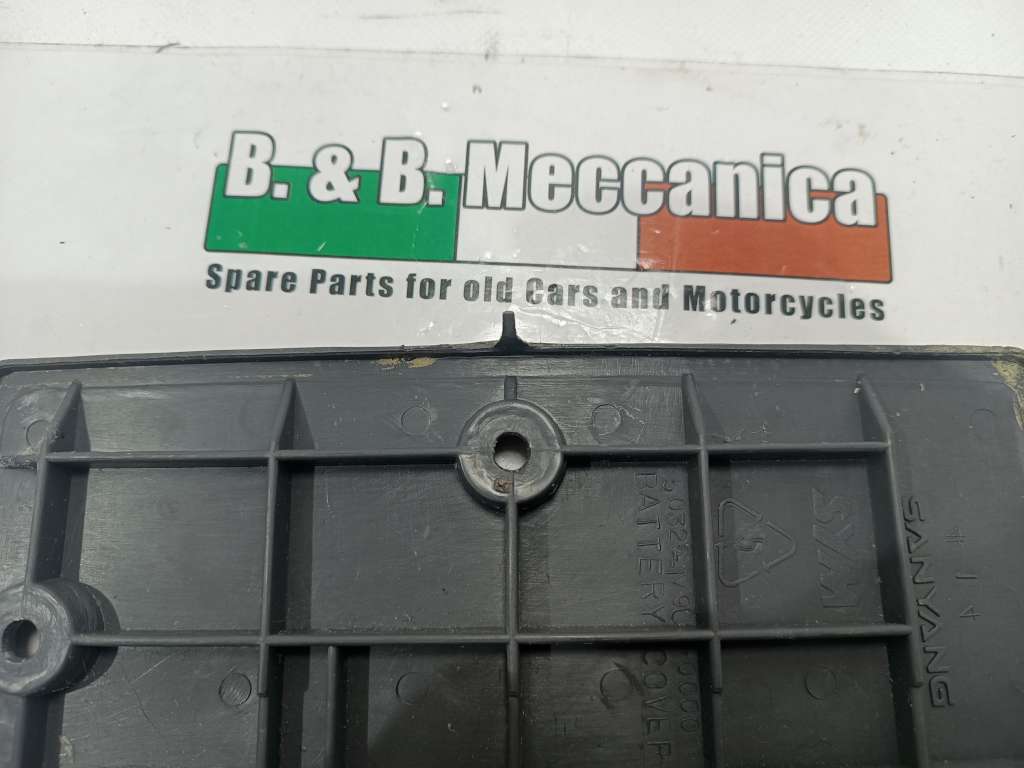 B. & B. Meccanica
Spare Parts for old Cars and Motorcycles
SANYANG
SYM
BATTERY COVER